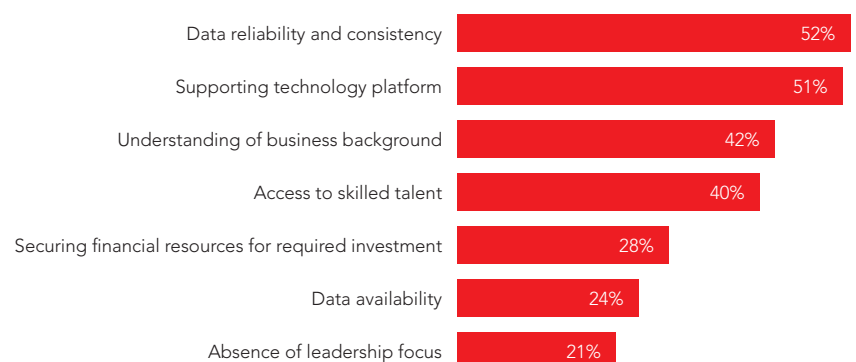 Data reliability and consistency 52%
Supporting technology platform 51%
Understanding of business background 42%
Access to skilled talent 40%
Securing financial resources for required investment 28%
Data availability 24%
Absence of leadership focus 21%